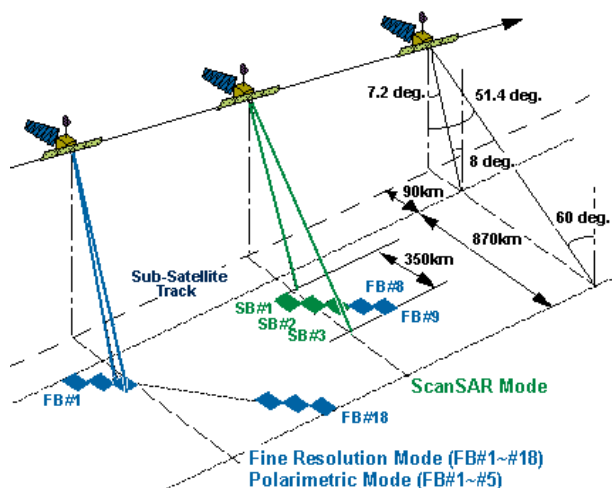 7.2 deg.
51.4 deg.
8 deg.
90km
60 deg.
870km
350km
Sub-Satellite
Track
SB#1
SB#2
SB#3
FB#8
FB#9
ScanSAR Mode
FB#1
FB#18
Fine Resolution Mode (FB#1~#18)
Polarimetric Mode (FB#1~#5)